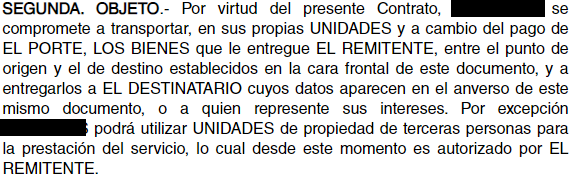 SEGUNDA. OBJETO.- Por virtud del presente Contrato, se
compromete a transportar, en sus propias UNIDADES y a cambio del pago de
EL PORTE, LOS BIENES que le entregue EL REMITENTE, entre el punto de
origen y el de destino establecidos en la cara frontal de este documento, y a
entregarlos a EL DESTINATARIO cuyos datos aparecen en el anverso de este
mismo documento, o a quien represente sus intereses. Por excepción
podrá utilizar UNIDADES de propiedad de terceras personas para
la prestación del servicio, lo cual desde este momento es autorizado por EL
REMITENTE.